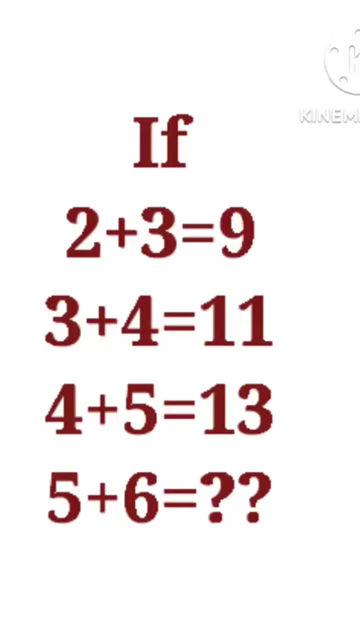 If
2+3=9
3+4=11
4+5=13
5+6=??